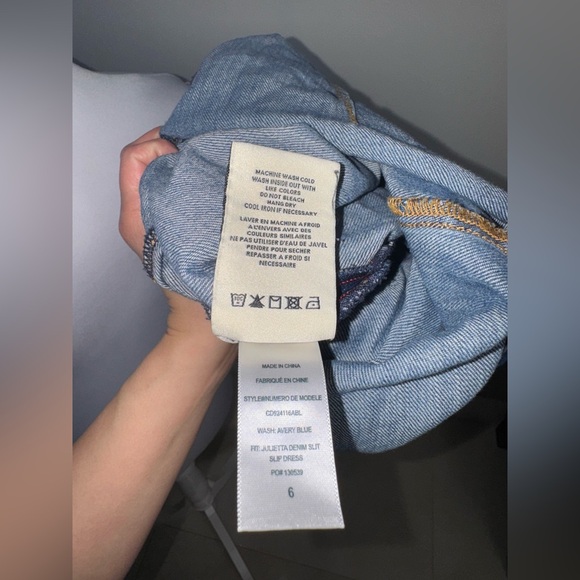 MACHINE WASH COLD
WASH INSIDE OUT WITH
LIKE COLORS
DO NOT BLEACH
HANG DRY
COOL IRON IF NECESSARY
LAVER EN MACHINE A FROID
A L'ENVERS AVEC DES
COULEURS SIMILAIRES
NE PAS UTILISER D'EAU DE JAVEL
PENDRE POUR SECHER
REPASSER A FROID SI
NECESSAIRE
MADE IN CHINA
FABRIQUÉ EN CHINE
STYLE#NUMERO DE MODELE
GD924116ABL
WASH: AVERY BLUE
FIT: JULIETTA DENIM SLIT
SLIP DRESS
PO# 136539
6